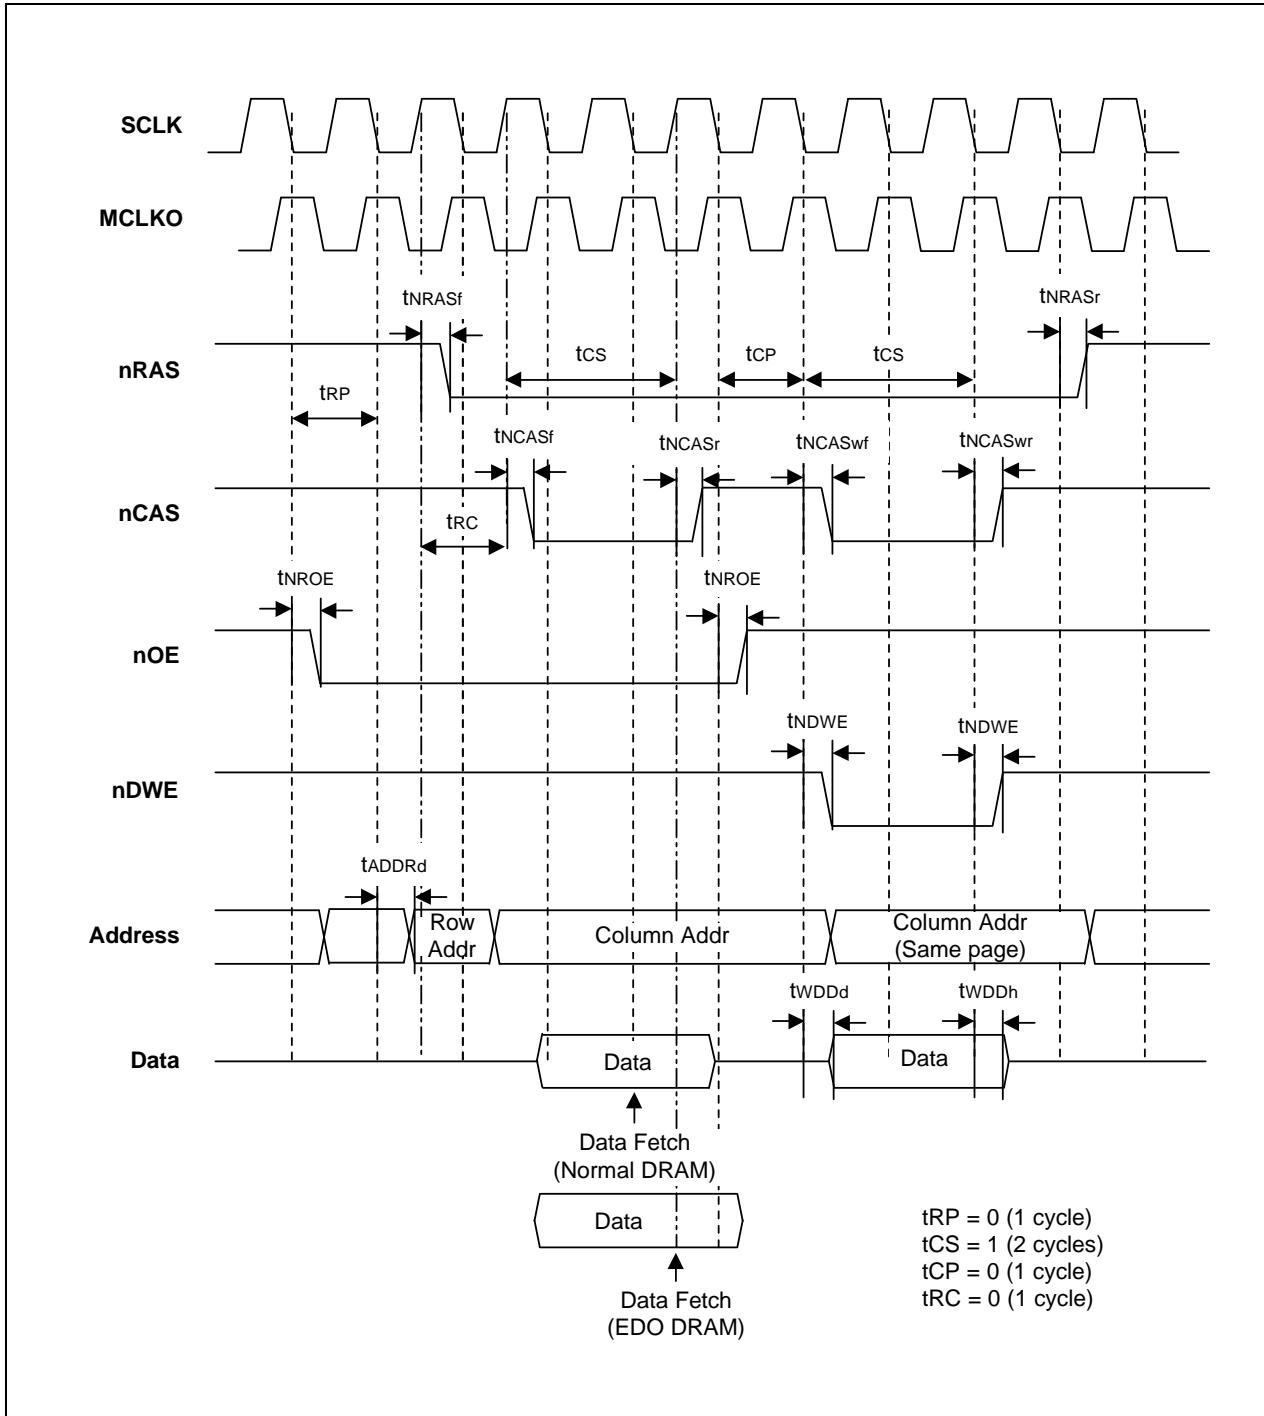 SCLK
MCLKO
tNRASf
tNRASr
nRAS
tCS
tCP
tCS
tRP
tNCASf
tNCASr
tNCASwf
tNCASwr
nCAS
tRC
tNROE
tNROE
nOE
tNDWE
tNDWE
nDWE
tADDRd
Address
Row
Addr
Column Addr
Column Addr
(Same page)
tWDDd
tWDDh
Data
Data
Data
Data Fetch
(Normal DRAM)
Data
Data Fetch
(EDO DRAM)
tRP = 0 (1 cycle)
tCS = 1 (2 cycles)
tCP = 0 (1 cycle)
tRC = 0 (1 cycle)